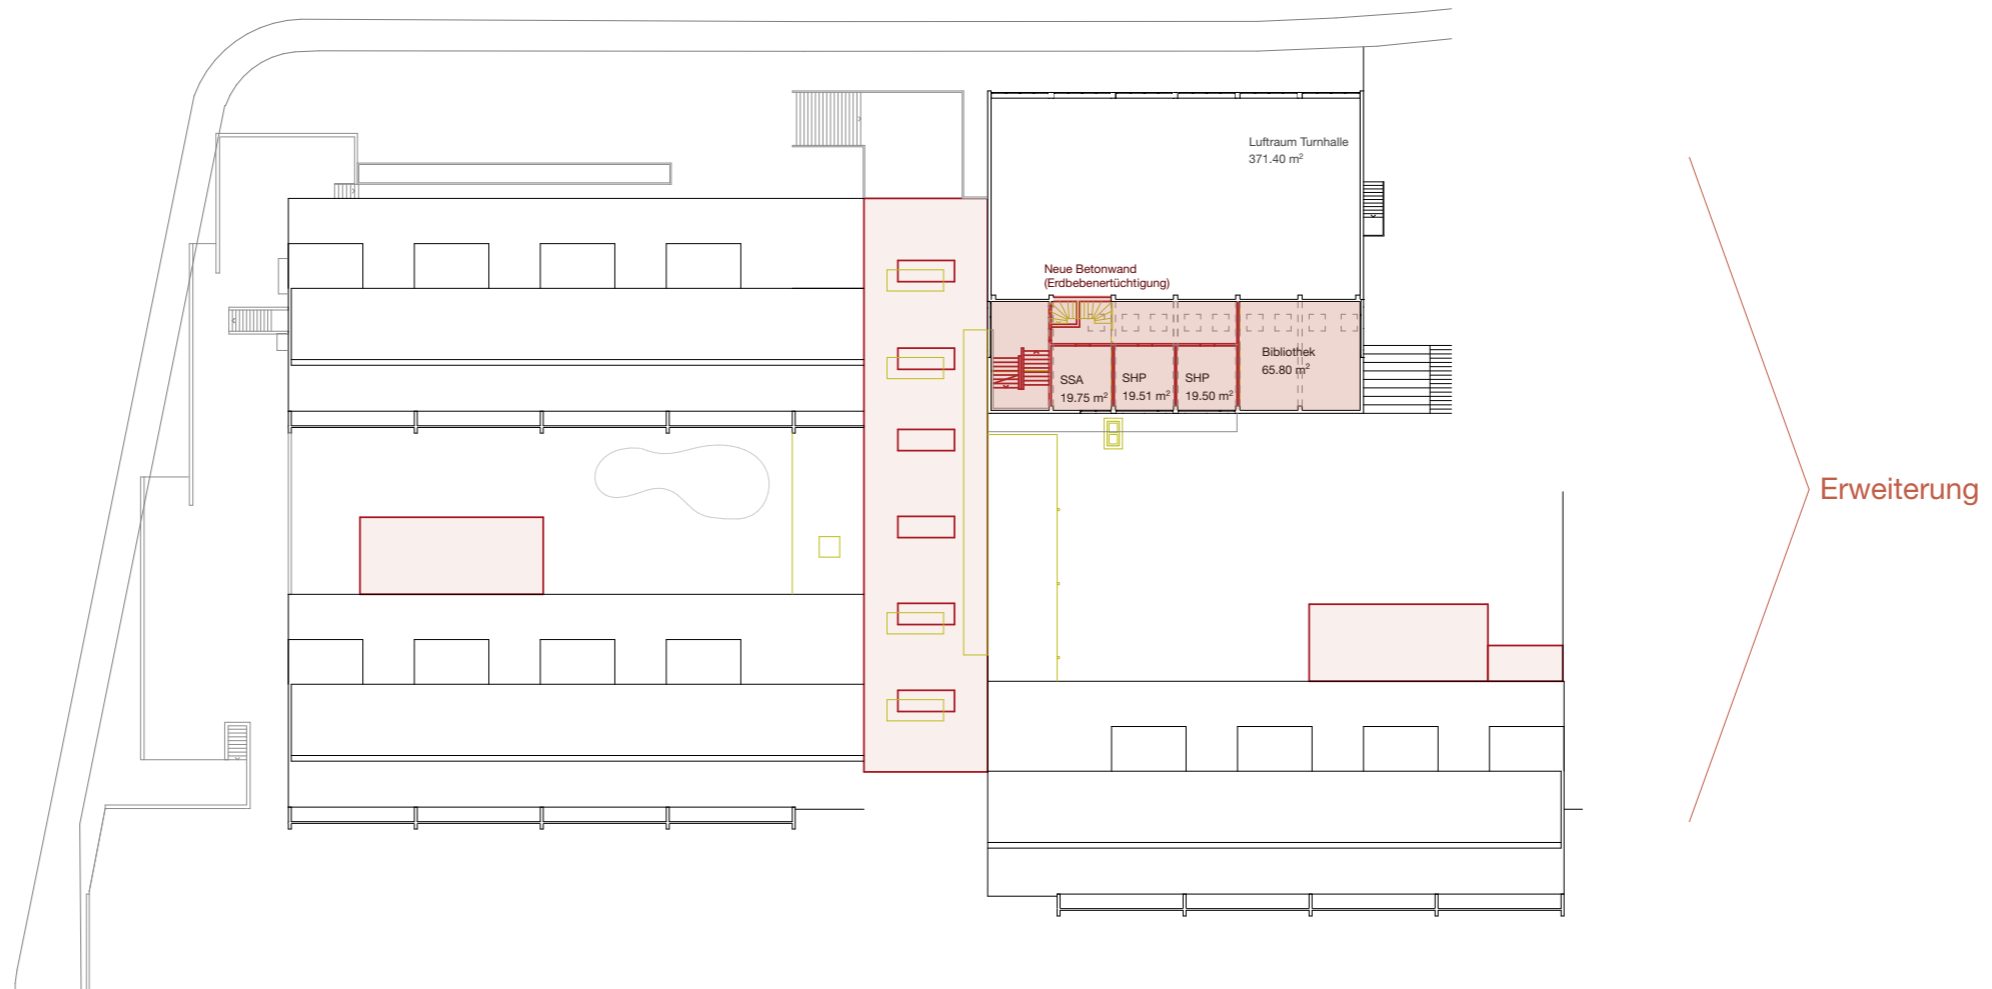 Luftraum Turnhalle
371.40 m²
Neue Betonwand
(Erdbebenertüchtigung)
Bibliothek
65.80 m²
SSA
19.75 m²
SHP
19.51 m²
SHP
19.50 m²
Erweiterung